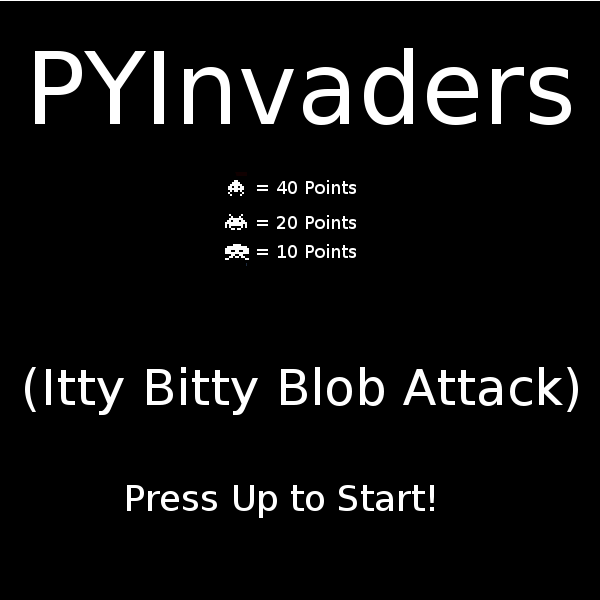 PYInvaders
= 40 Points
= 20 Points
= 10 Points
(Itty Bitty Blob Attack)
Press Up to Start!